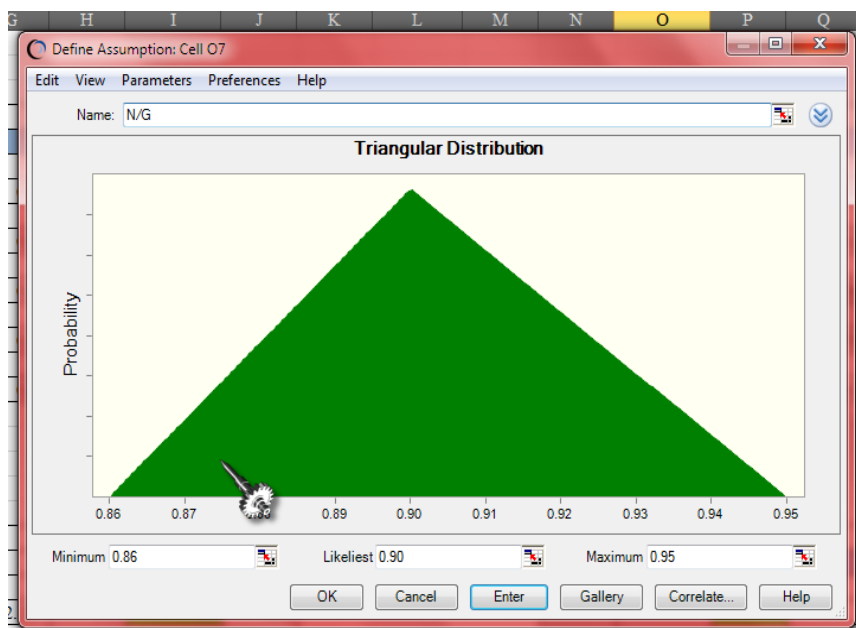 G H I J K L M N O P Q
Define Assumption: Cell O7
Edit View Parameters Preferences Help
Name: N/G
Triangular Distribution
Probability
0.86 0.87 0.89 0.90 0.91 0.92 0.93 0.94 0.95
Minimum 0.86 Likeliest 0.90 Maximum 0.95
OK Cancel Enter Gallery Correlate... Help
2.